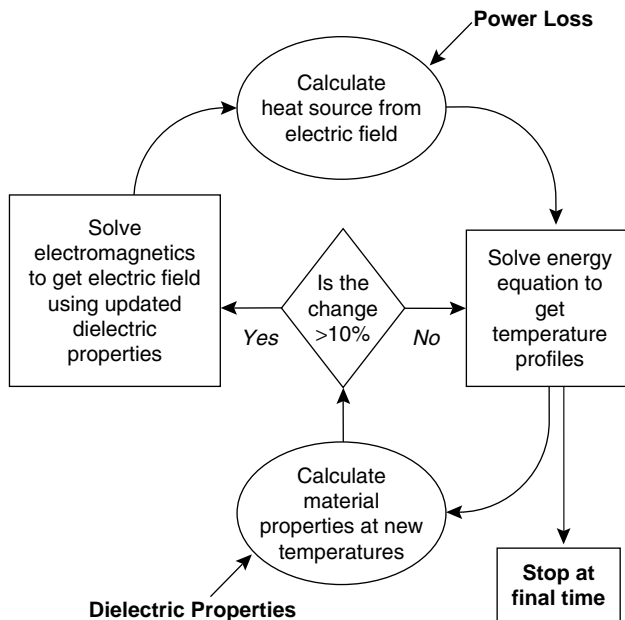 Power Loss
Calculate
heat source from
electric field
Solve
electromagnetics
to get electric field
using updated
dielectric
properties
Is the
change
>10%
Yes
No
Solve energy
equation to
get
temperature
profiles
Calculate
material
properties at new
temperatures
Stop at
final time
Dielectric Properties